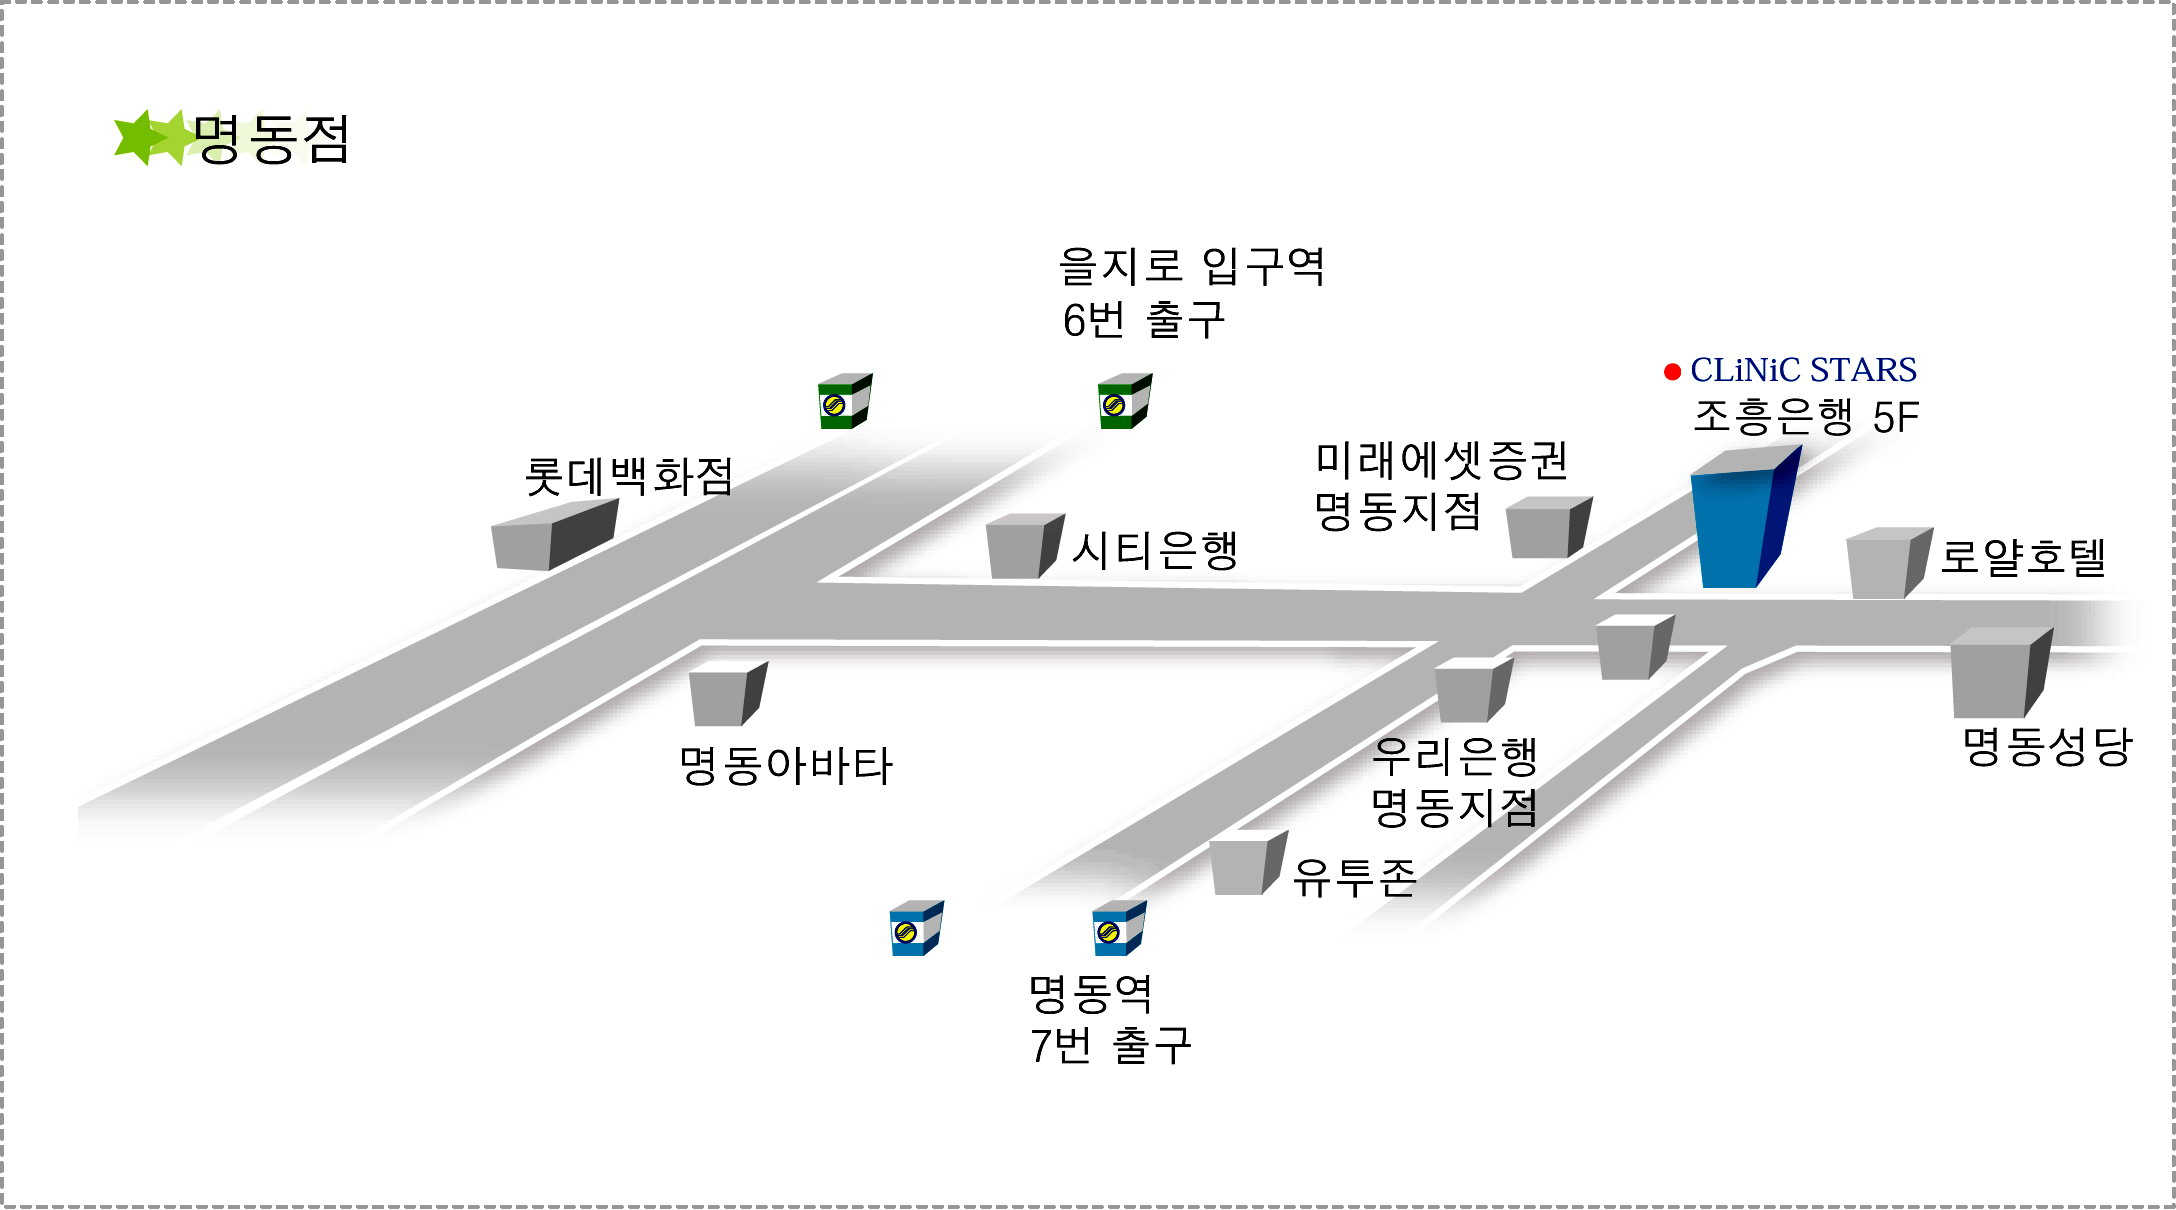 명동점
을지로 입구역
6번 출구
CLiNiC STARS
조흥은행 5F
롯데백화점
미래에셋증권
명동지점
시티은행
로얄호텔
명동아바타
우리은행
명동지점
명동성당
유투존
명동역
7번 출구